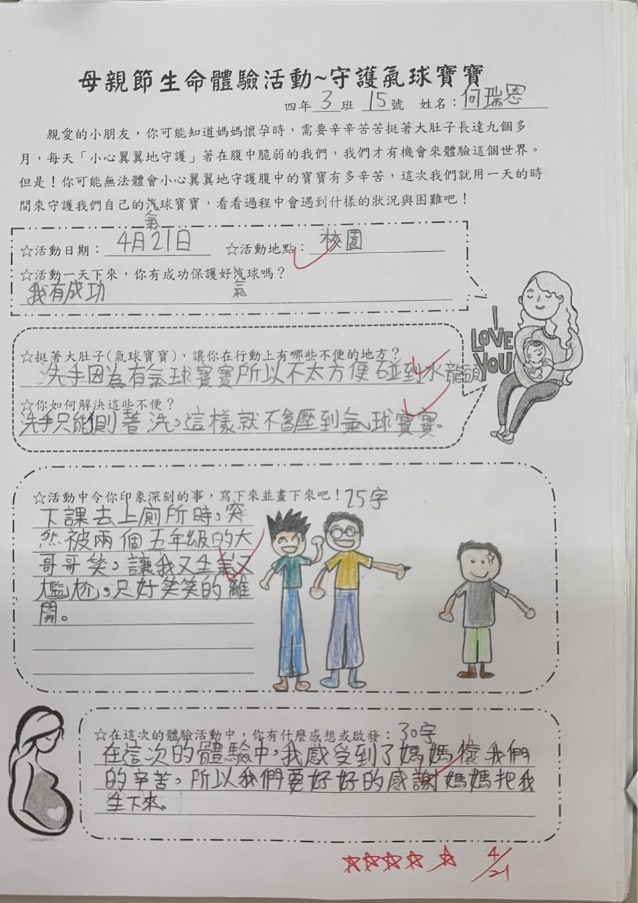 母親節生命體驗活動~守護氣球寶寶
四年 3 班 15 號 姓名:何瑞恩
親愛的小朋友,你可能知道媽媽懷孕時,需要辛辛苦苦挺著大肚子長達九個多
月,每天「小心翼翼地守護」著在腹中脆弱的我們,我們才有機會來體驗這個世界。
但是!你可能無法體會小心翼翼地守護腹中的寶寶有多辛苦,這次我們就用一天的時
間來守護我們自己的汽球寶寶,看看過程中會遇到什樣的狀況與困難吧!
氣
☆活動日期:4月21日 ☆活動地點:校園
☆活動一天下來,你有成功保護好汽球嗎?
氣
我有成功
I LOVE YOU
☆挺著大肚子(氣球寶寶),讓你在行動上有哪些不便的地方?
洗手因為有氣球寶寶所以不太方便碰到水龍頭
☆你如何解決這些不便?
洗手只能側著洗,這樣就不會壓到氣球寶寶。
☆活動中令你印象深刻的事,寫下來並畫下來吧!25字
下課去上廁所時,突
然被兩個五年級的大
哥哥笑,讓我又生氣又
尷尬,只好笑笑的離
開。
☆在這次的體驗活動中,你有什麼感想或啟發:30字
在這次的體驗中,我感受到了媽媽懷我們
的辛苦,所以我們要好好的感謝媽媽把我
生下來。
☆☆☆☆☆ 4/21